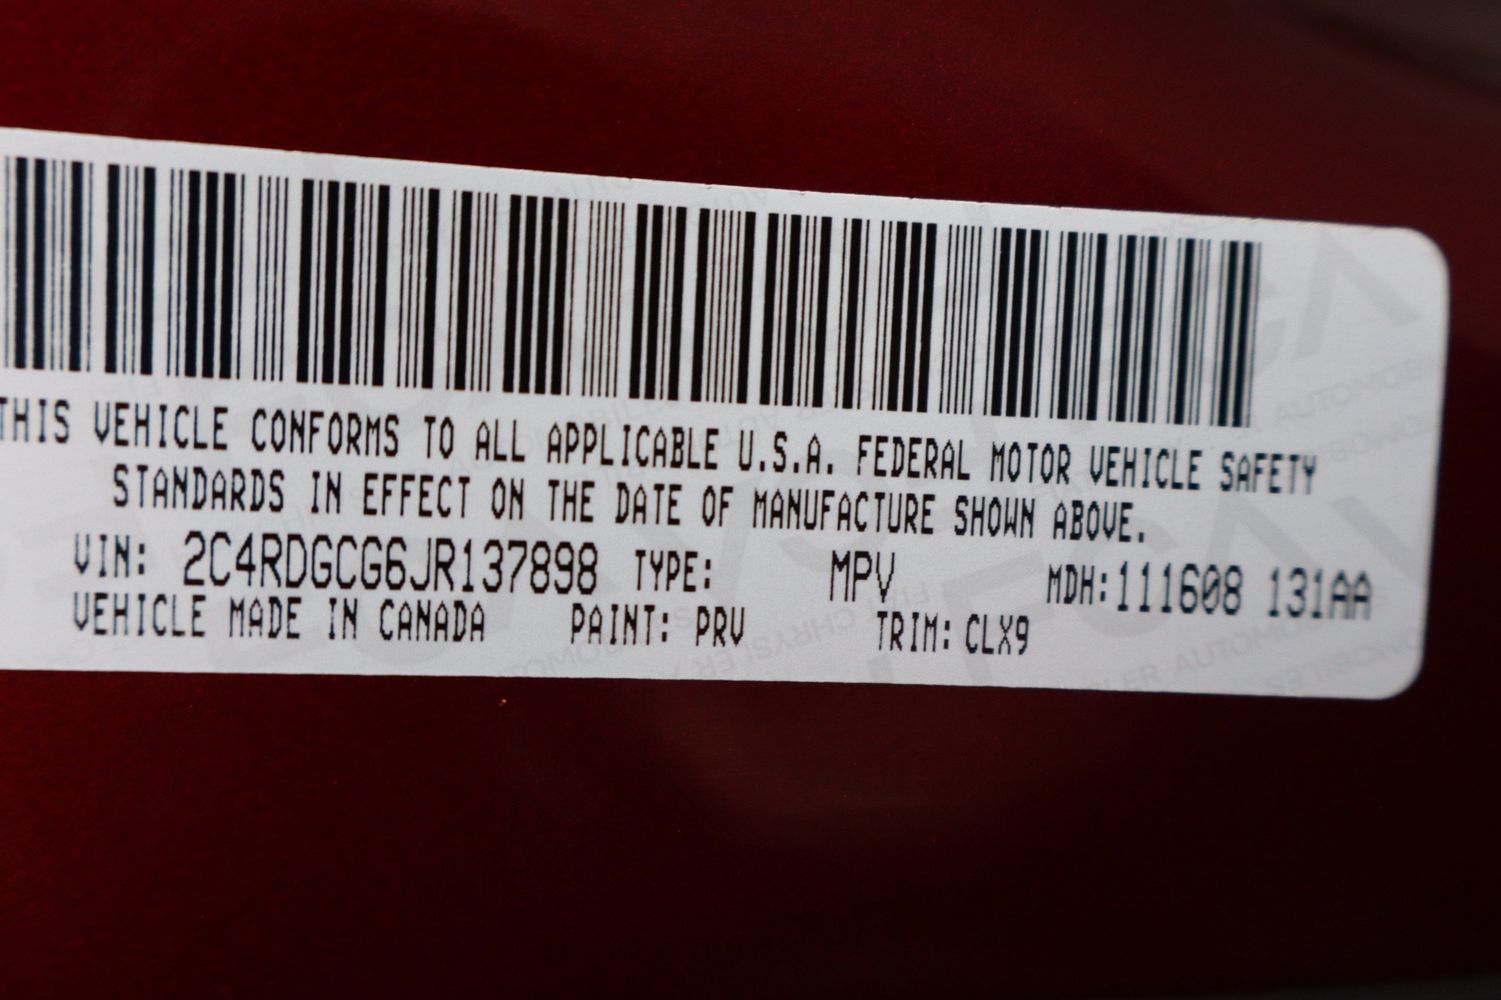 THIS VEHICLE CONFORMS TO ALL APPLICABLE U.S.A. FEDERAL MOTOR VEHICLE SAFETY
STANDARDS IN EFFECT ON THE DATE OF MANUFACTURE SHOWN ABOVE.
VIN: 2C4RDGCG6JR137898 TYPE: MPV MDH:111608 131AA
VEHICLE MADE IN CANADA PAINT: PRV TRIM: CLX9